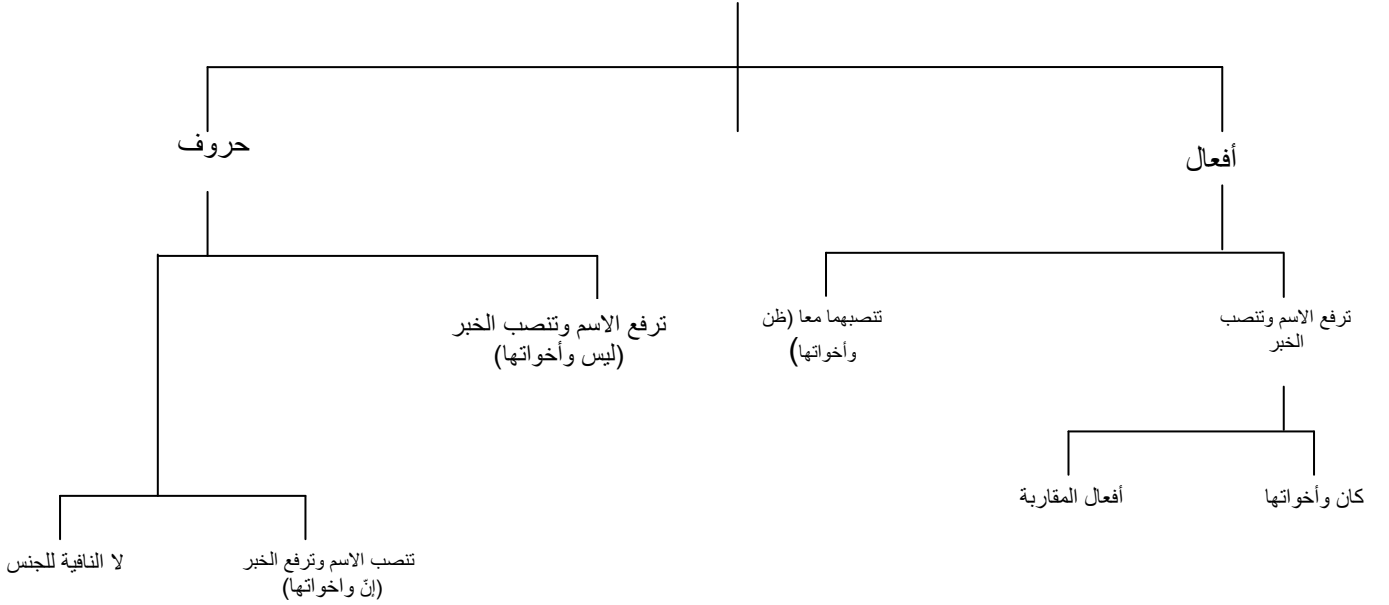 أفعال
حروف
ترفع الاسم وتنصب
الخبر
تنصبهما معا (ظن
وأخواتها)
ترفع الاسم وتنصب الخبر
(ليس وأخواتها)
كان وأخواتها
أفعال المقاربة
تنصب الاسم وترفع الخبر
(إنّ واخواتها)
لا النافية للجنس